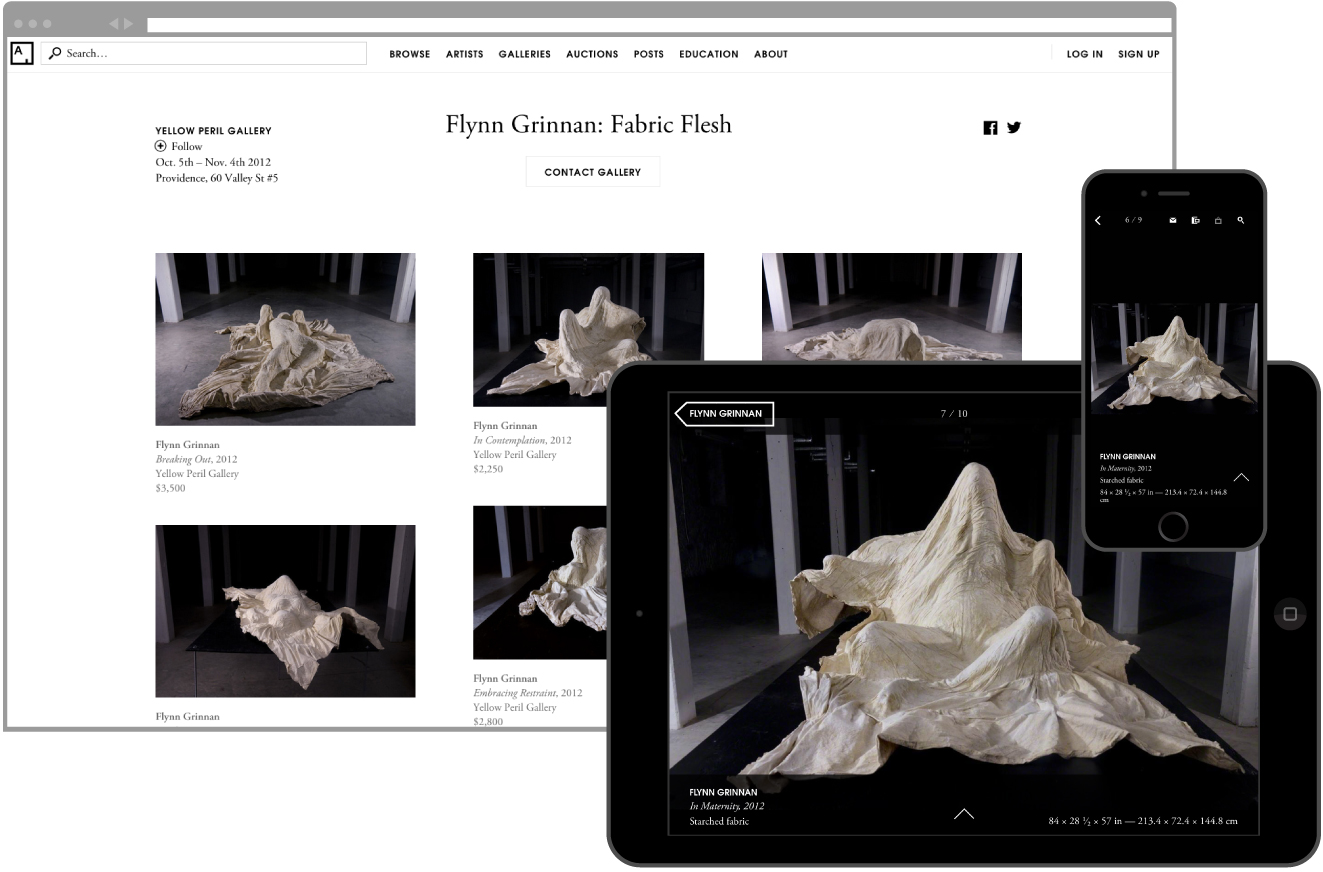 A
Search…
BROWSE ARTISTS GALLERIES AUCTIONS POSTS EDUCATION ABOUT
LOG IN SIGN UP
YELLOW PERIL GALLERY
Follow
Oct. 5th – Nov. 4th 2012
Providence, 60 Valley St #5
Flynn Grinnan: Fabric Flesh
CONTACT GALLERY
Flynn Grinnan
Breaking Out, 2012
Yellow Peril Gallery
$3,500
Flynn Grinnan
In Contemplation, 2012
Yellow Peril Gallery
$2,250
Flynn Grinnan
Flynn Grinnan
Embracing Restraint, 2012
Yellow Peril Gallery
$2,800
FLYNN GRINNAN
7 / 10
FLYNN GRINNAN
In Maternity, 2012
Starched fabric
84 × 28 ½ × 57 in — 213.4 × 72.4 × 144.8 cm
6 / 9
FLYNN GRINNAN
In Maternity, 2012
Starched fabric
84 × 28 ½ × 57 in — 213.4 × 72.4 × 144.8
cm